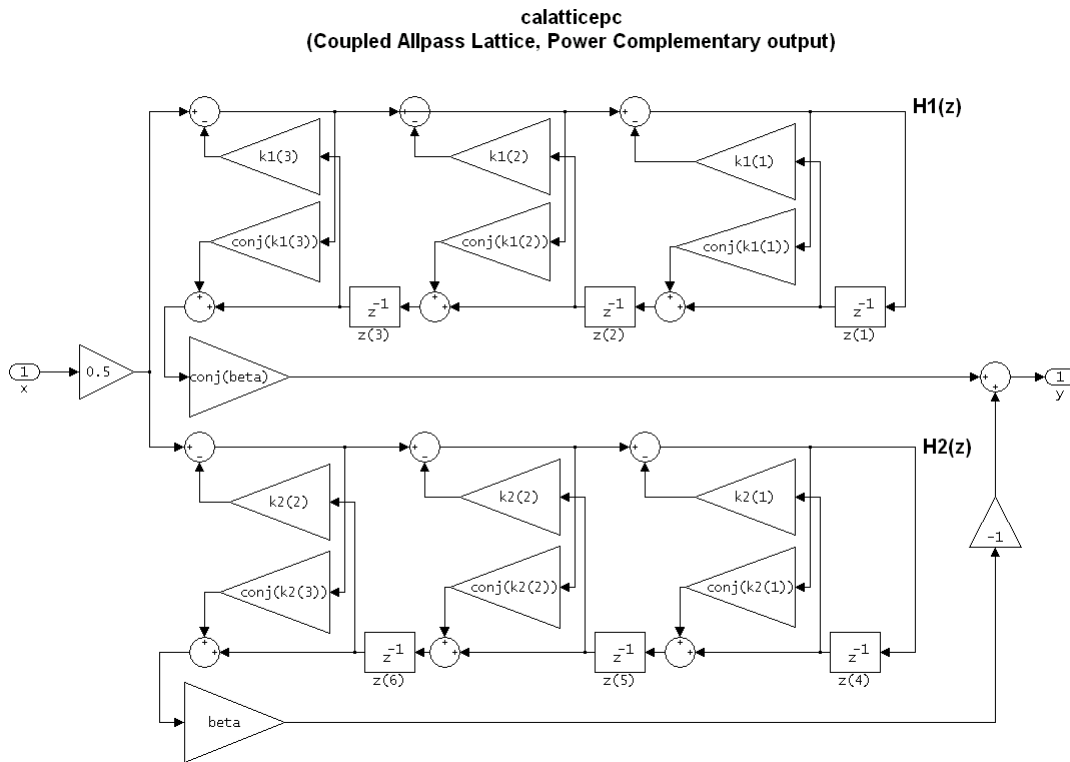 calatticepc
(Coupled Allpass Lattice, Power Complementary output)
H1(z)
k1(3)
k1(2)
k1(1)
conj(k1(3))
conj(k1(2))
conj(k1(1))
z⁻¹
z(3)
z⁻¹
z(2)
z⁻¹
z(1)
1
x
0.5
conj(beta)
1
y
H2(z)
k2(2)
k2(2)
k2(1)
-1
conj(k2(3))
conj(k2(2))
conj(k2(1))
z⁻¹
z(6)
z⁻¹
z(5)
z⁻¹
z(4)
beta